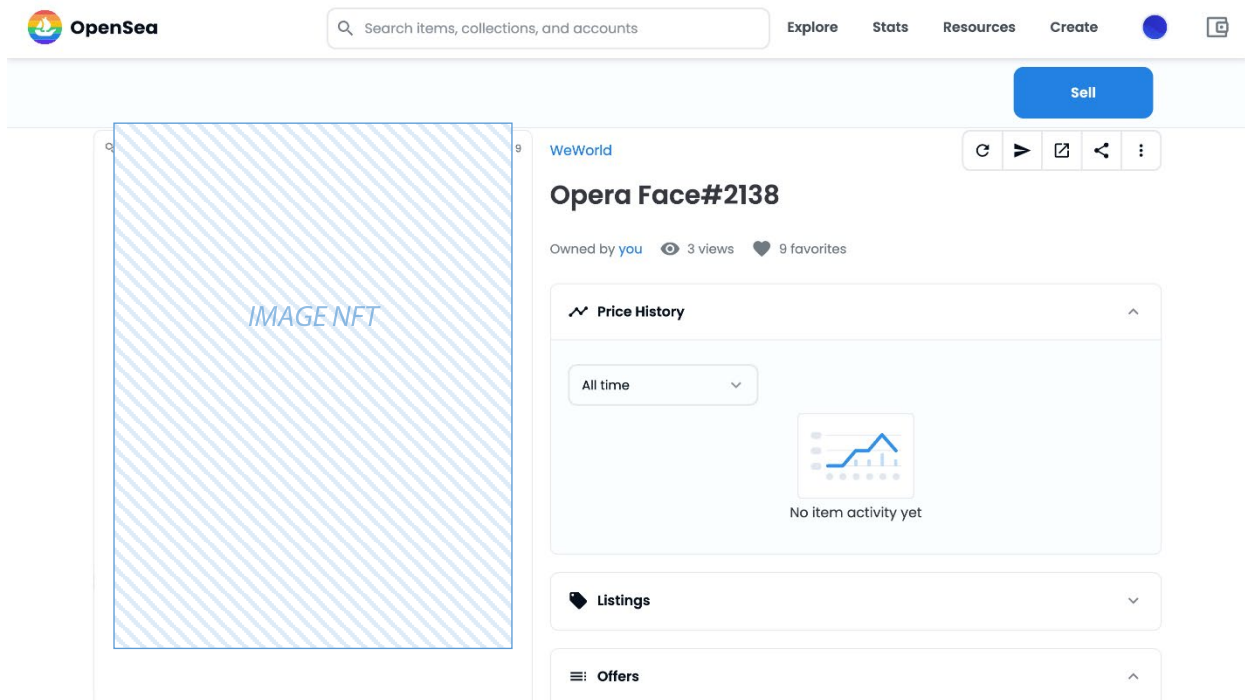 OpenSea
Search items, collections, and accounts
Explore
Stats
Resources
Create
Sell
9
IMAGE NFT
WeWorld
Opera Face#2138
Owned by you
3 views
9 favorites
Price History
All time
No item activity yet
Listings
Offers